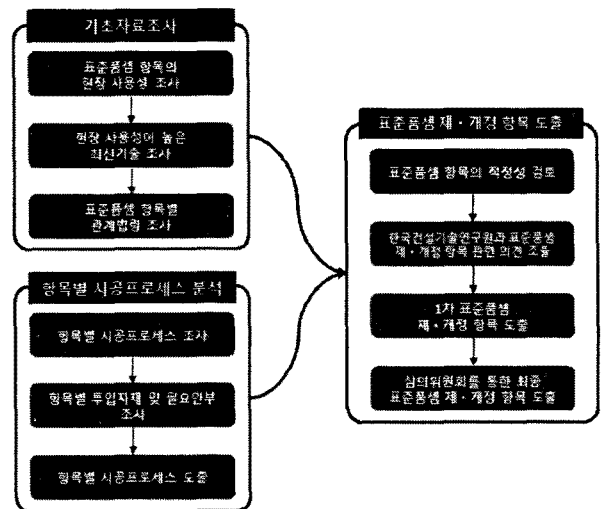 기초자료조사
표준품셈 항목의
현장 사용성 조사
현장 사용성이 높은
최신기술 조사
표준품셈 항목별
관계법령 조사
항목별 시공프로세스 분석
항목별 시공프로세스 조사
항목별 투입자재 및 필요인부
조사
항목별 시공프로세스 도출
표준품셈 제・개정 항목 도출
표준품셈 항목의 적정성 검토
한국건설기술연구원과 표준품셈
제・개정 항목 관련 의견 조율
1차 표준품셈
제・개정 항목 도출
심의위원회를 통한 최종
표준품셈 제・개정 항목 도출